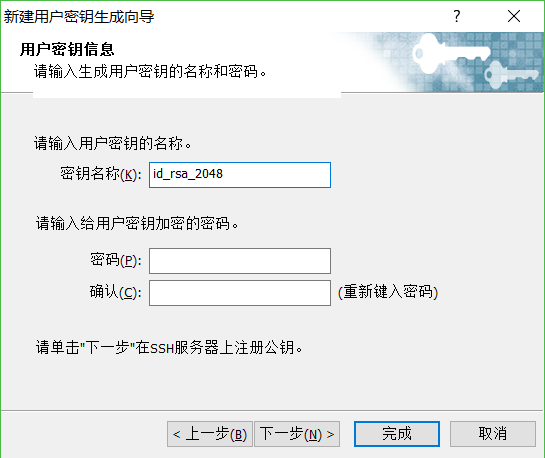 新建用户密钥生成向导
用户密钥信息
请输入生成用户密钥的名称和密码。
请输入用户密钥的名称。
密钥名称(K): id_rsa_2048
请输入给用户密钥加密的密码。
密码(P):
确认(C): (重新键入密码)
请单击"下一步"在SSH服务器上注册公钥。
< 上一步(B) 下一步(N) > 完成 取消